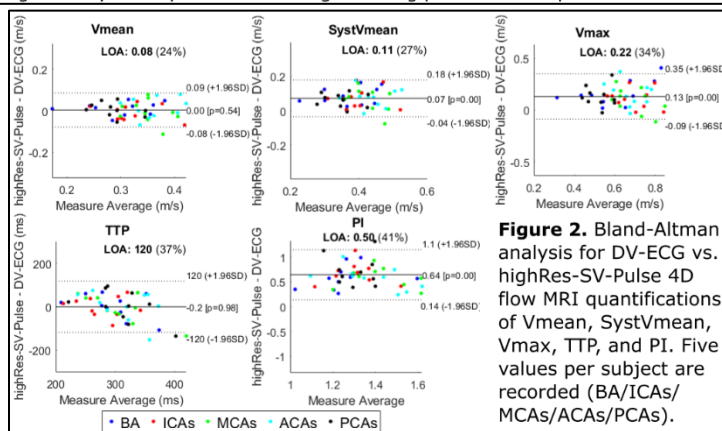 Vmean
LOA: 0.08 (24%)
highRes-SV-Pulse - DV-ECG (m/s)
0.2
0
-0.2
0.09 (+1.96SD)
0.00 [p=0.54]
-0.08 (-1.96SD)
0.2 0.3 0.4
Measure Average (m/s)
SystVmean
LOA: 0.11 (27%)
highRes-SV-Pulse - DV-ECG (m/s)
0.2
0
-0.2
0.18 (+1.96SD)
0.07 [p=0.00]
-0.04 (-1.96SD)
0.2 0.4 0.6
Measure Average (m/s)
Vmax
LOA: 0.22 (34%)
highRes-SV-Pulse - DV-ECG (m/s)
0.5
0
-0.5
0.35 (+1.96SD)
0.13 [p=0.00]
-0.09 (-1.96SD)
0.2 0.4 0.6 0.8
Measure Average (m/s)
TTP
LOA: 120 (37%)
highRes-SV-Pulse - DV-ECG (ms)
200
0
-200
120 (+1.96SD)
-0.2 [p=0.98]
-120 (-1.96SD)
200 300 400
Measure Average (ms)
PI
LOA: 0.50 (41%)
highRes-SV-Pulse - DV-ECG
1
0.5
0
-0.5
-1
1.1 (+1.96SD)
0.64 [p=0.00]
0.14 (-1.96SD)
1 1.2 1.4 1.6
Measure Average
BA ICAs MCAs ACAs PCAs
Figure 2. Bland-Altman
analysis for DV-ECG vs.
highRes-SV-Pulse 4D
flow MRI quantifications
of Vmean, SystVmean,
Vmax, TTP, and PI. Five
values per subject are
recorded (BA/ICAs/
MCAs/ACAs/PCAs).